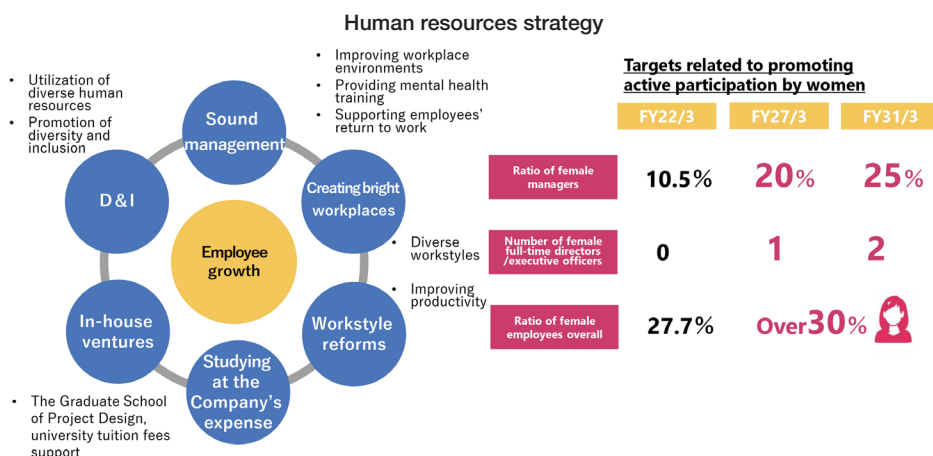 Human resources strategy
• Utilization of
diverse human
resources
• Promotion of
diversity and
inclusion
• Improving workplace
environments
• Providing mental health
training
• Supporting employees'
return to work
Sound
management
Creating bright
workplaces
• Diverse
workstyles
• Improving
productivity
Workstyle
reforms
Studying
at the
Company's
expense
In-house
ventures
• The Graduate School
of Project Design,
university tuition fees
support
D&I
Employee
growth
Targets related to promoting
active participation by women
FY22/3 FY27/3 FY31/3
Ratio of female
managers
10.5% 20% 25%
Number of female
full-time directors
/executive officers
0 1 2
Ratio of female
employees overall
27.7% Over30%